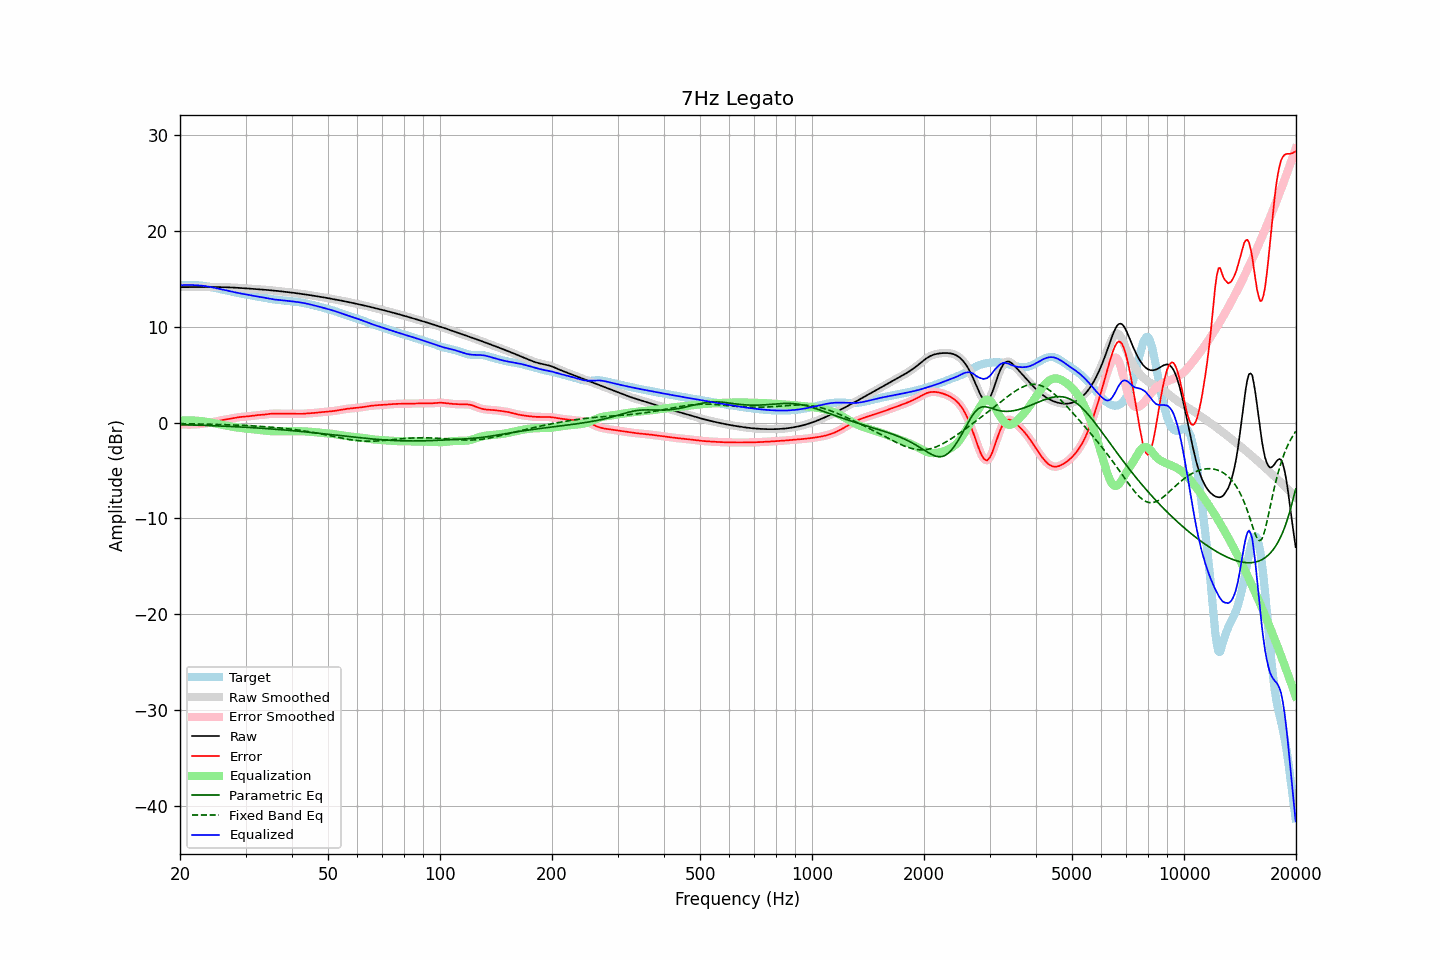 7Hz Legato
30
20
10
0
−10
−20
−30
−40
Amplitude (dBr)
Target
Raw Smoothed
Error Smoothed
Raw
Error
Equalization
Parametric Eq
Fixed Band Eq
Equalized
20 50 100 200 500 1000 2000 5000 10000 20000
Frequency (Hz)